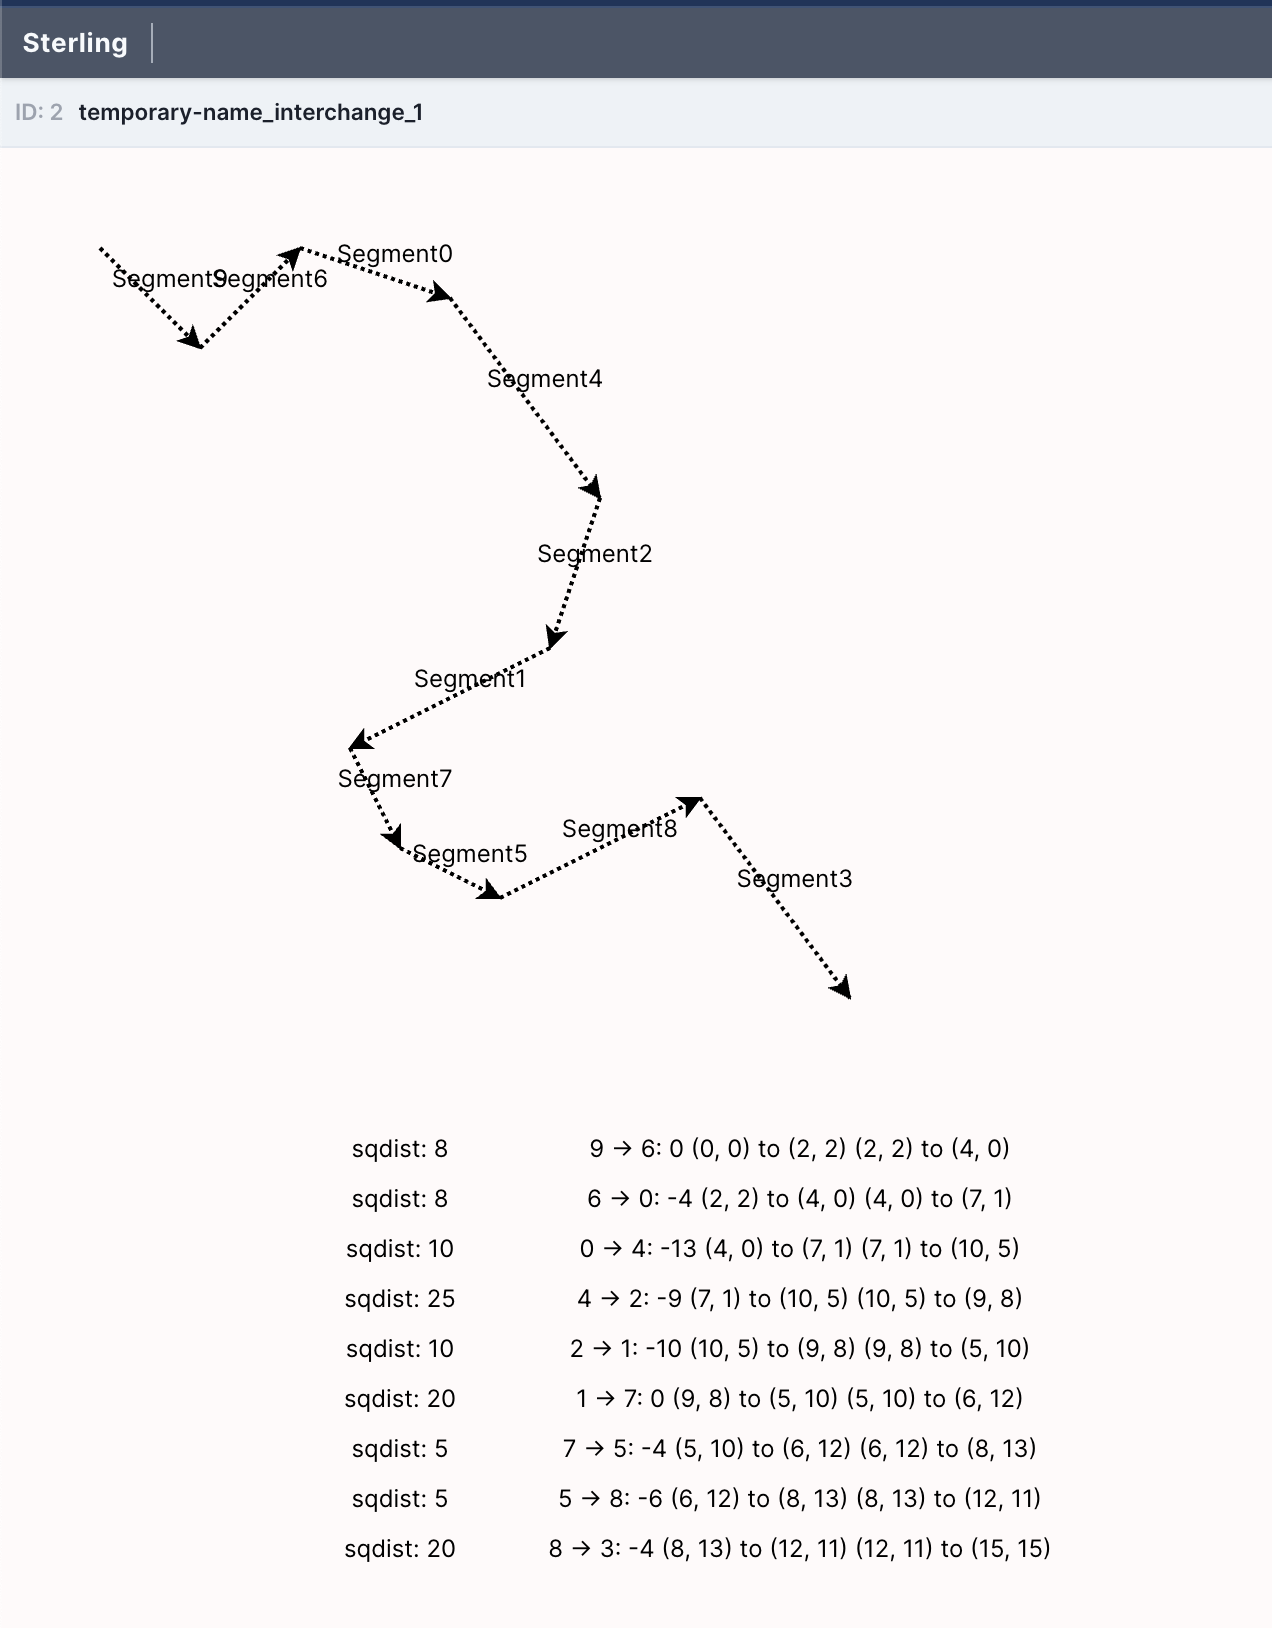 Sterling
ID: 2 temporary-name_interchange_1
Segment0
Segment9 Segment6
Segment4
Segment2
Segment1
Segment7
Segment8
Segment5
Segment3
sqdist: 8 9 → 6: 0 (0, 0) to (2, 2) (2, 2) to (4, 0)
sqdist: 8 6 → 0: -4 (2, 2) to (4, 0) (4, 0) to (7, 1)
sqdist: 10 0 → 4: -13 (4, 0) to (7, 1) (7, 1) to (10, 5)
sqdist: 25 4 → 2: -9 (7, 1) to (10, 5) (10, 5) to (9, 8)
sqdist: 10 2 → 1: -10 (10, 5) to (9, 8) (9, 8) to (5, 10)
sqdist: 20 1 → 7: 0 (9, 8) to (5, 10) (5, 10) to (6, 12)
sqdist: 5 7 → 5: -4 (5, 10) to (6, 12) (6, 12) to (8, 13)
sqdist: 5 5 → 8: -6 (6, 12) to (8, 13) (8, 13) to (12, 11)
sqdist: 20 8 → 3: -4 (8, 13) to (12, 11) (12, 11) to (15, 15)